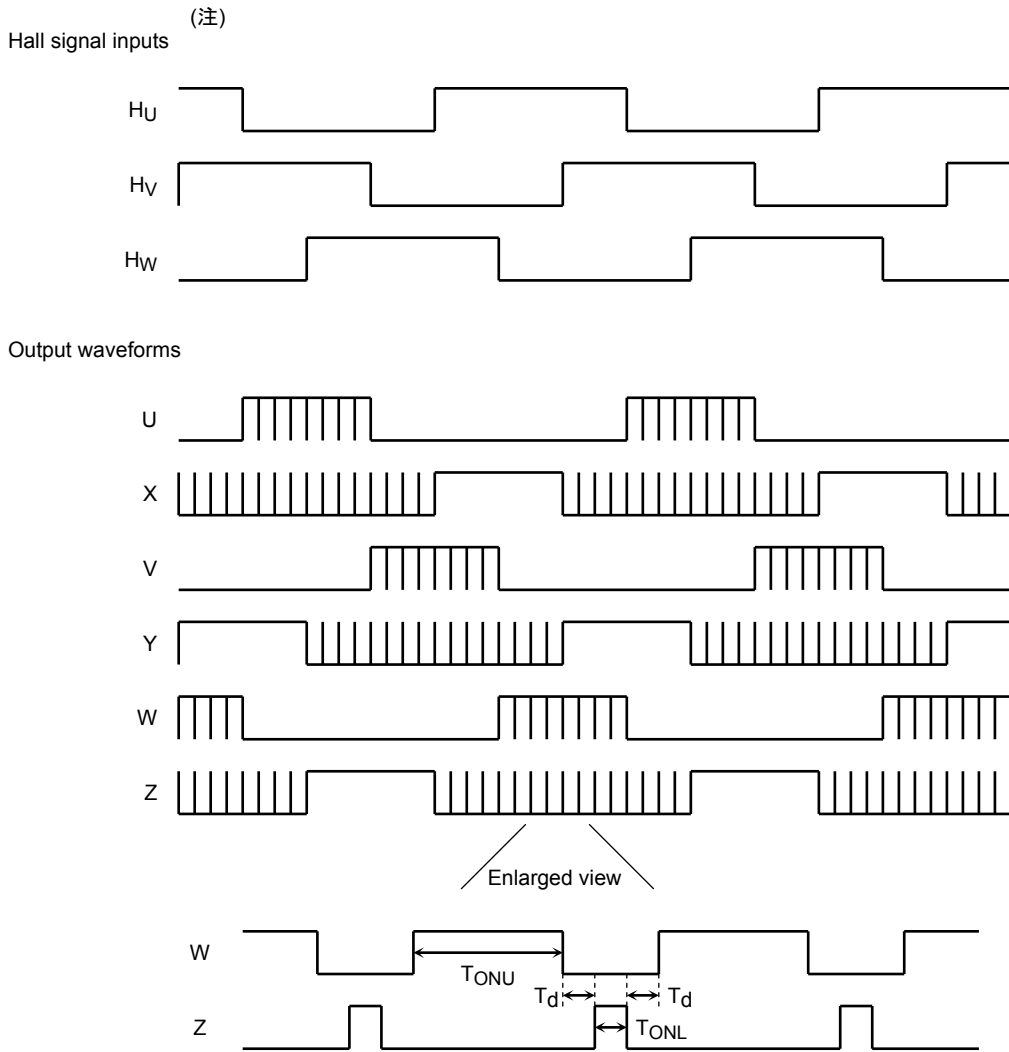 (注)
Hall signal inputs
HU
HV
HW
Output waveforms
U
X
V
Y
W
Z
Enlarged view
W
TONU
Td
Td
Z
TONL